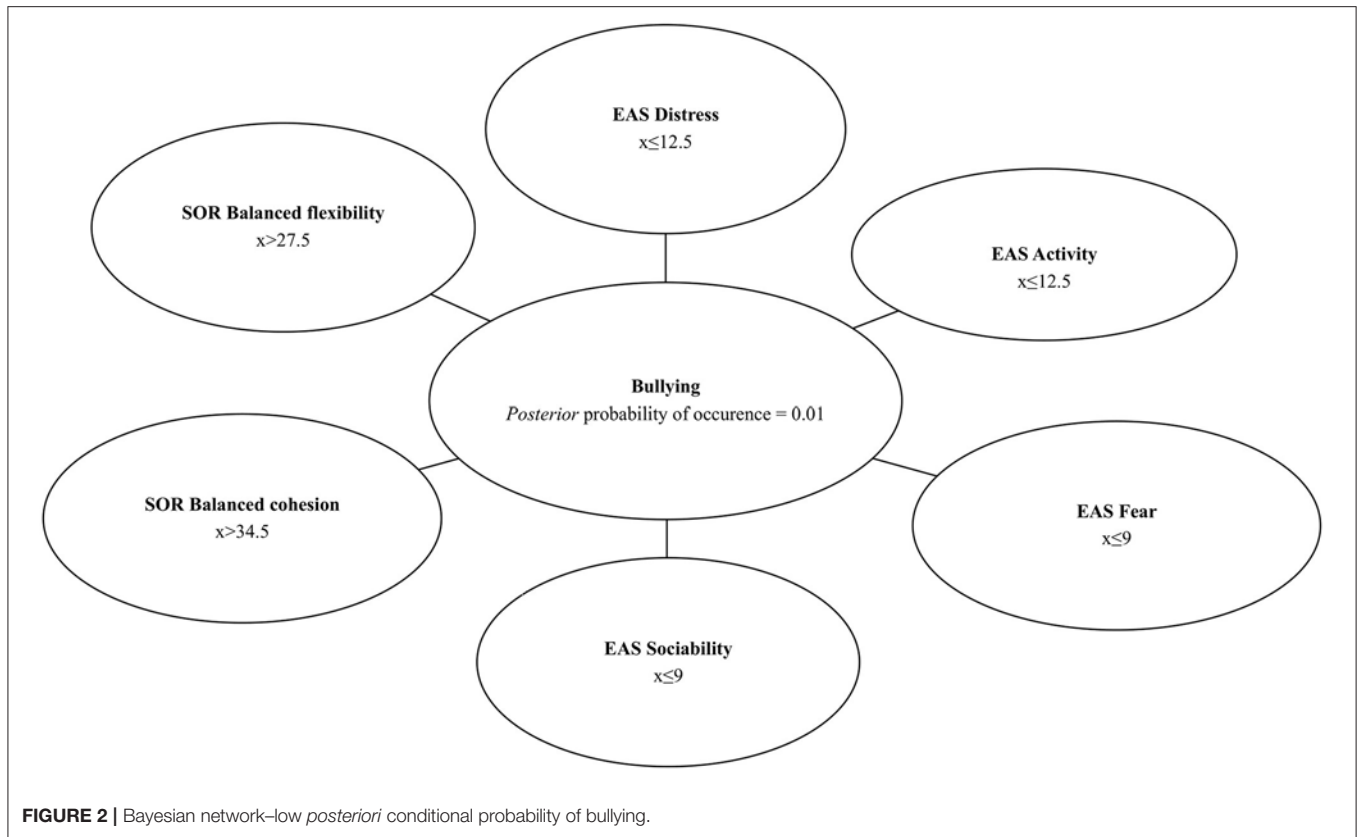 EAS Distress
x≤12.5
SOR Balanced flexibility
x>27.5
EAS Activity
x≤12.5
Bullying
Posterior probability of occurence = 0.01
SOR Balanced cohesion
x>34.5
EAS Fear
x≤9
EAS Sociability
x≤9
FIGURE 2 | Bayesian network–low posteriori conditional probability of bullying.